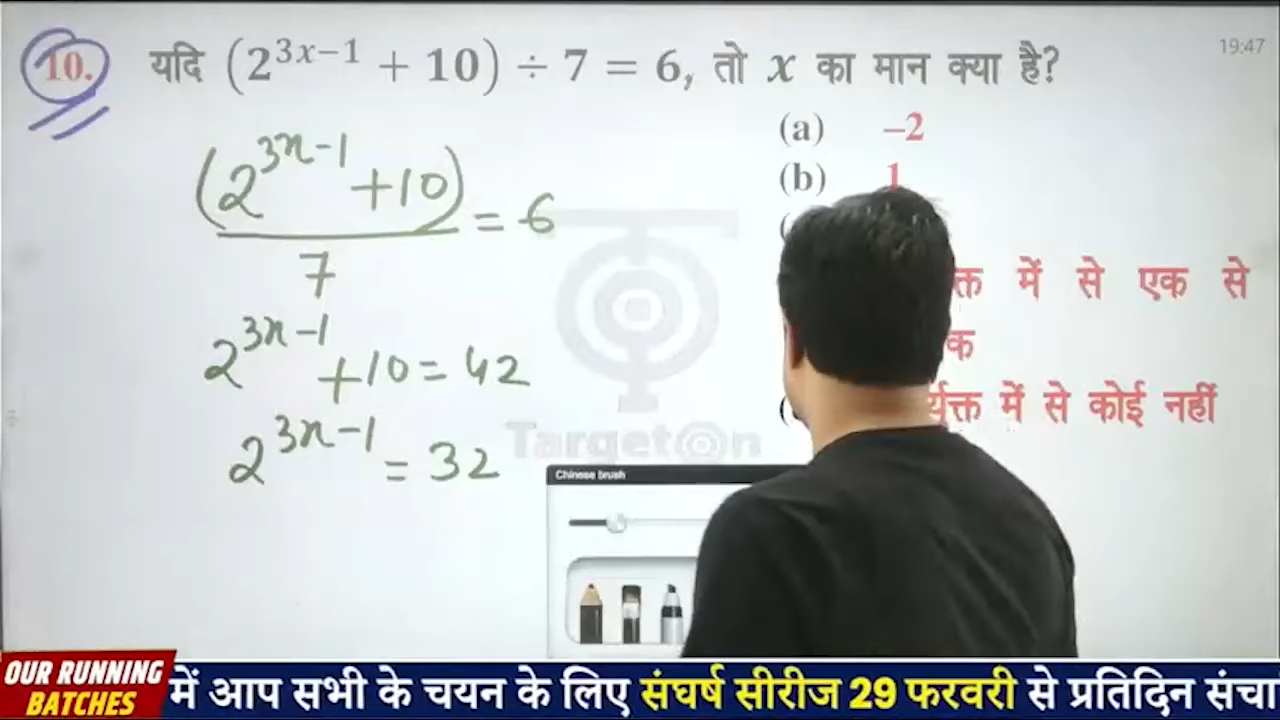 10. यदि (2^{3x-1} + 10) ÷ 7 = 6, तो x का मान क्या है?
19:47
(a) –2
(b) 1
में से एक से
में से कोई नहीं
(2^{3x-1} + 10)
7
= 6
2^{3x-1} + 10 = 42
2^{3x-1} = 32
Target@n
Chinese brush
OUR RUNNING
BATCHES
में आप सभी के चयन के लिए संघर्ष सीरीज 29 फरवरी से प्रतिदिन